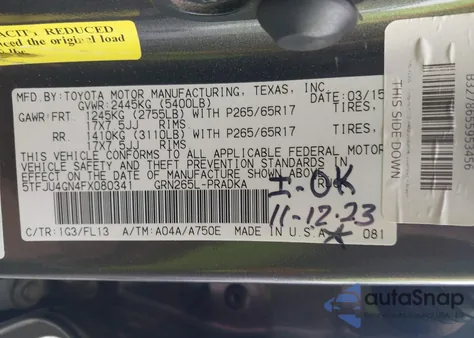 ACITY REDUCED
uced the original load
MFD. BY: TOYOTA MOTOR MANUFACTURING, TEXAS, INC. DATE: 03/15
GVWR: 2445KG (5400LB)
GAWR: FRT 1245KG (2755LB) WITH P265/65R17 TIRES,
17X7.5JJ RIMS
RR 1410KG (3110LB) WITH P265/65R17 TIRES,
17X7.5JJ RIMS
THIS VEHICLE CONFORMS TO ALL APPLICABLE FEDERAL MOTOR
VEHICLE SAFETY AND THEFT PREVENTION STANDARDS IN
EFFECT ON THE DATE OF MANUFACTURE SHOWN ABOVE.
5TFJU4GN4FX080341 GRN265L-PRADKA TRUCK
I-OK
11-12-23
C/TR: 1G3/FL13 A/TM: A04A/A750E MADE IN U.S.A. 081
THIS SIDE DOWN
autoSnap